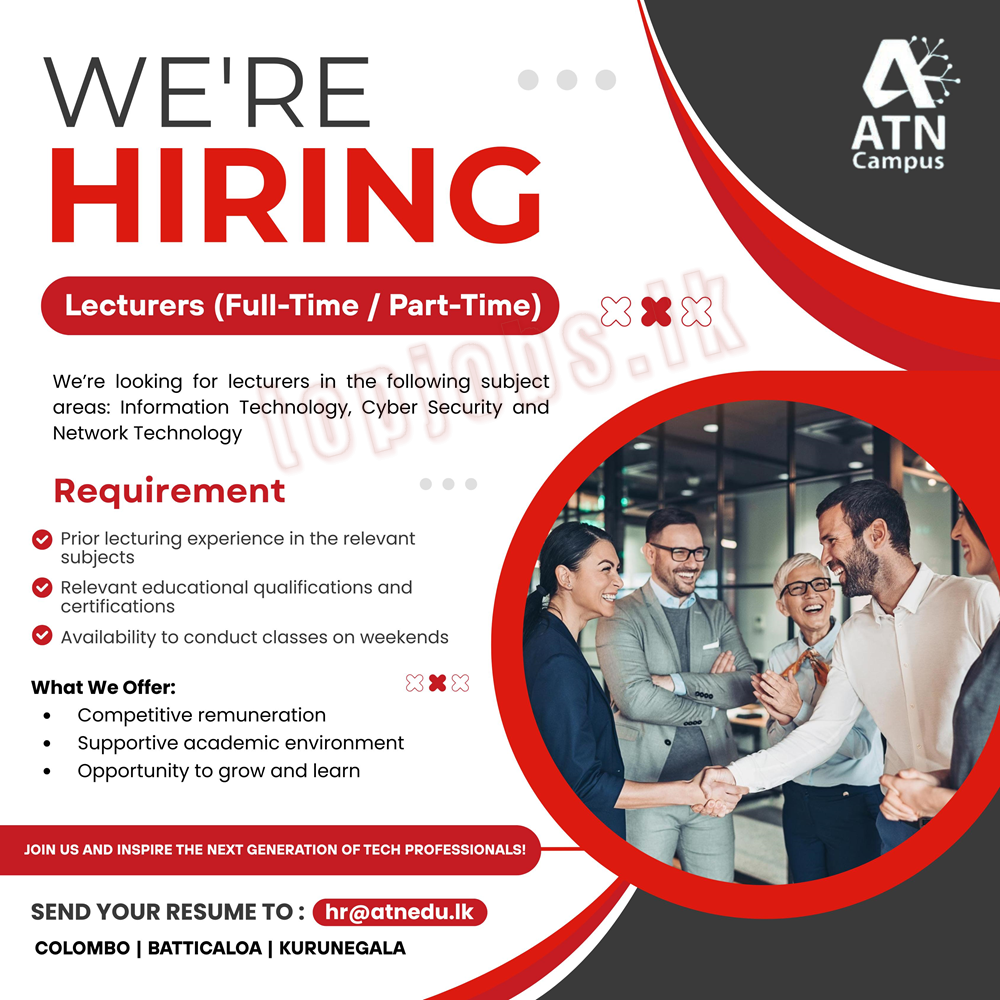 WE'RE
HIRING
ATN
Campus
Lecturers (Full-Time / Part-Time)
topjobs.lk
We're looking for lecturers in the following subject
areas: Information Technology, Cyber Security and
Network Technology
Requirement
Prior lecturing experience in the relevant
subjects
Relevant educational qualifications and
certifications
Availability to conduct classes on weekends
What We Offer:
• Competitive remuneration
• Supportive academic environment
• Opportunity to grow and learn
JOIN US AND INSPIRE THE NEXT GENERATION OF TECH PROFESSIONALS!
SEND YOUR RESUME TO : hr@atnedu.lk
COLOMBO | BATTICALOA | KURUNEGALA